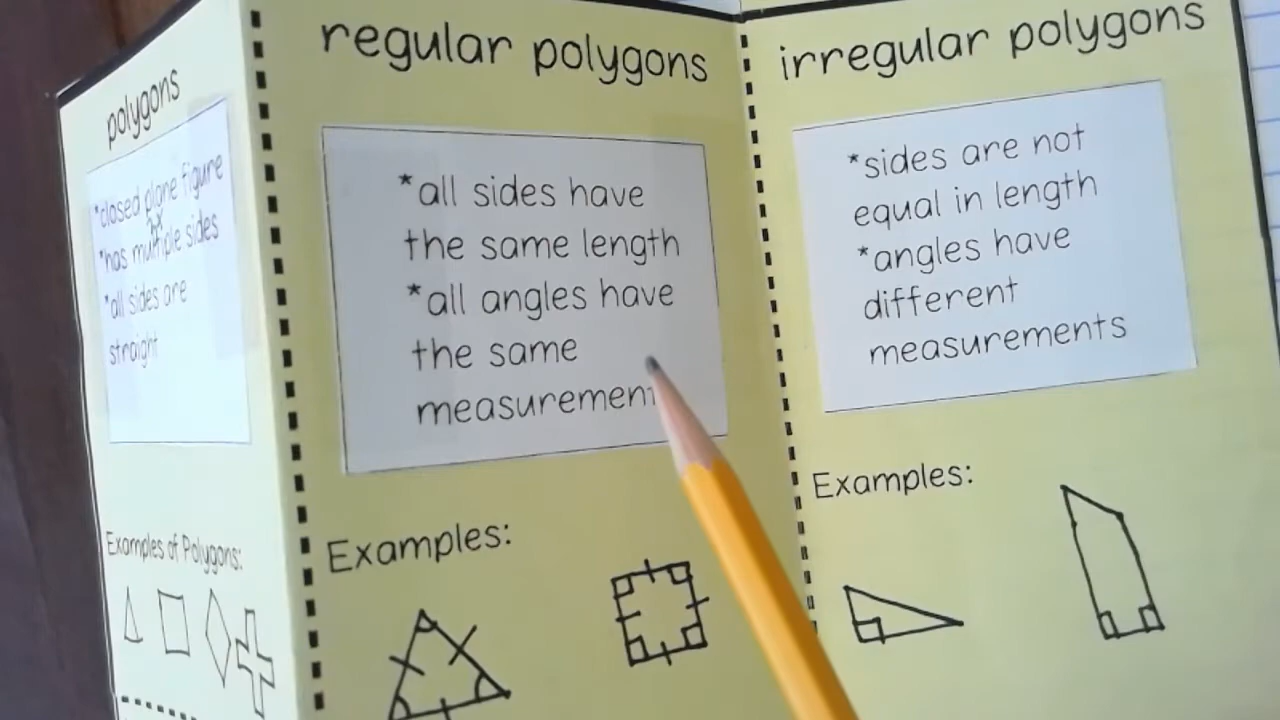 polygons
*closed plane figure
*has multiple sides
*all sides are
straight
Examples of Polygons:
regular polygons
*all sides have
the same length
*all angles have
the same
measurement
Examples:
irregular polygons
*sides are not
equal in length
*angles have
different
measurements
Examples: